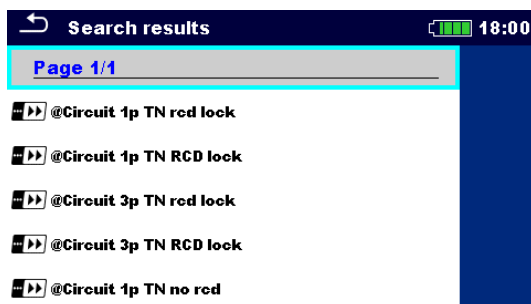 Search results 18:00
Page 1/1
@Circuit 1p TN rcd lock
@Circuit 1p TN RCD lock
@Circuit 3p TN rcd lock
@Circuit 3p TN RCD lock
@Circuit 1p TN no rcd